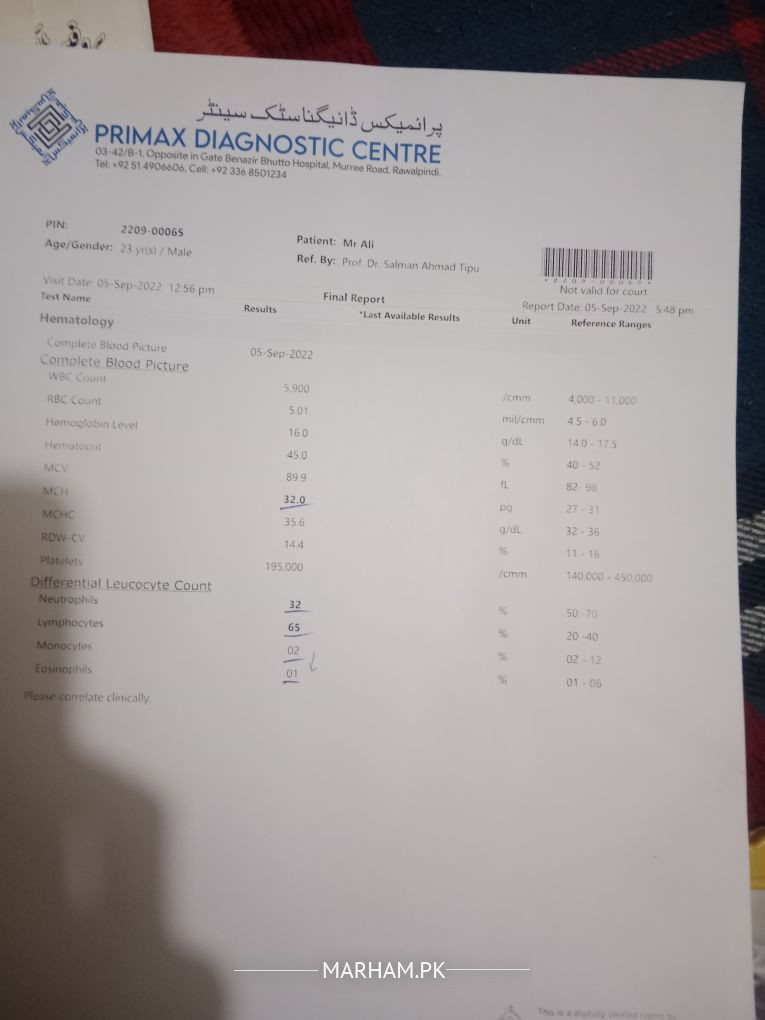 پرائمیکس ڈائیگناسٹک سینٹر
PRIMAX DIAGNOSTIC CENTRE
03-42/B-1, Opposite in Gate Benazir Bhutto Hospital, Murree Road, Rawalpindi.
Tel: +92 51 4906606, Cell: +92 336 8501234
PIN: 2209-00065 Patient: Mr Ali
Age/Gender: 23 yr(s) / Male Ref. By: Prof. Dr. Salman Ahmad Tipu
*2209-00065*
Not valid for court
Visit Date: 05-Sep-2022 12:56 pm Final Report Report Date: 05-Sep-2022 5:48 pm
Test Name Results *Last Available Results Unit Reference Ranges
Hematology
Complete Blood Picture 05-Sep-2022
Complete Blood Picture
WBC Count 5,900 /cmm 4,000 - 11,000
RBC Count 5.01 mil/cmm 4.5 - 6.0
Hemoglobin Level 16.0 g/dL 14.0 - 17.5
Hematocrit 45.0 % 40 - 52
MCV 89.9 fL 82- 98
MCH 32.0 pg 27 - 31
MCHC 35.6 g/dL 32 - 36
RDW-CV 14.4 % 11 - 16
Platelets 195,000 /cmm 140,000 - 450,000
Differential Leucocyte Count
Neutrophils 32 % 50 -70
Lymphocytes 65 % 20 -40
Monocytes 02 % 02 - 12
Eosinophils 01 % 01 - 06
Please correlate clinically.
MARHAM.PK
This is a digitally verified report by